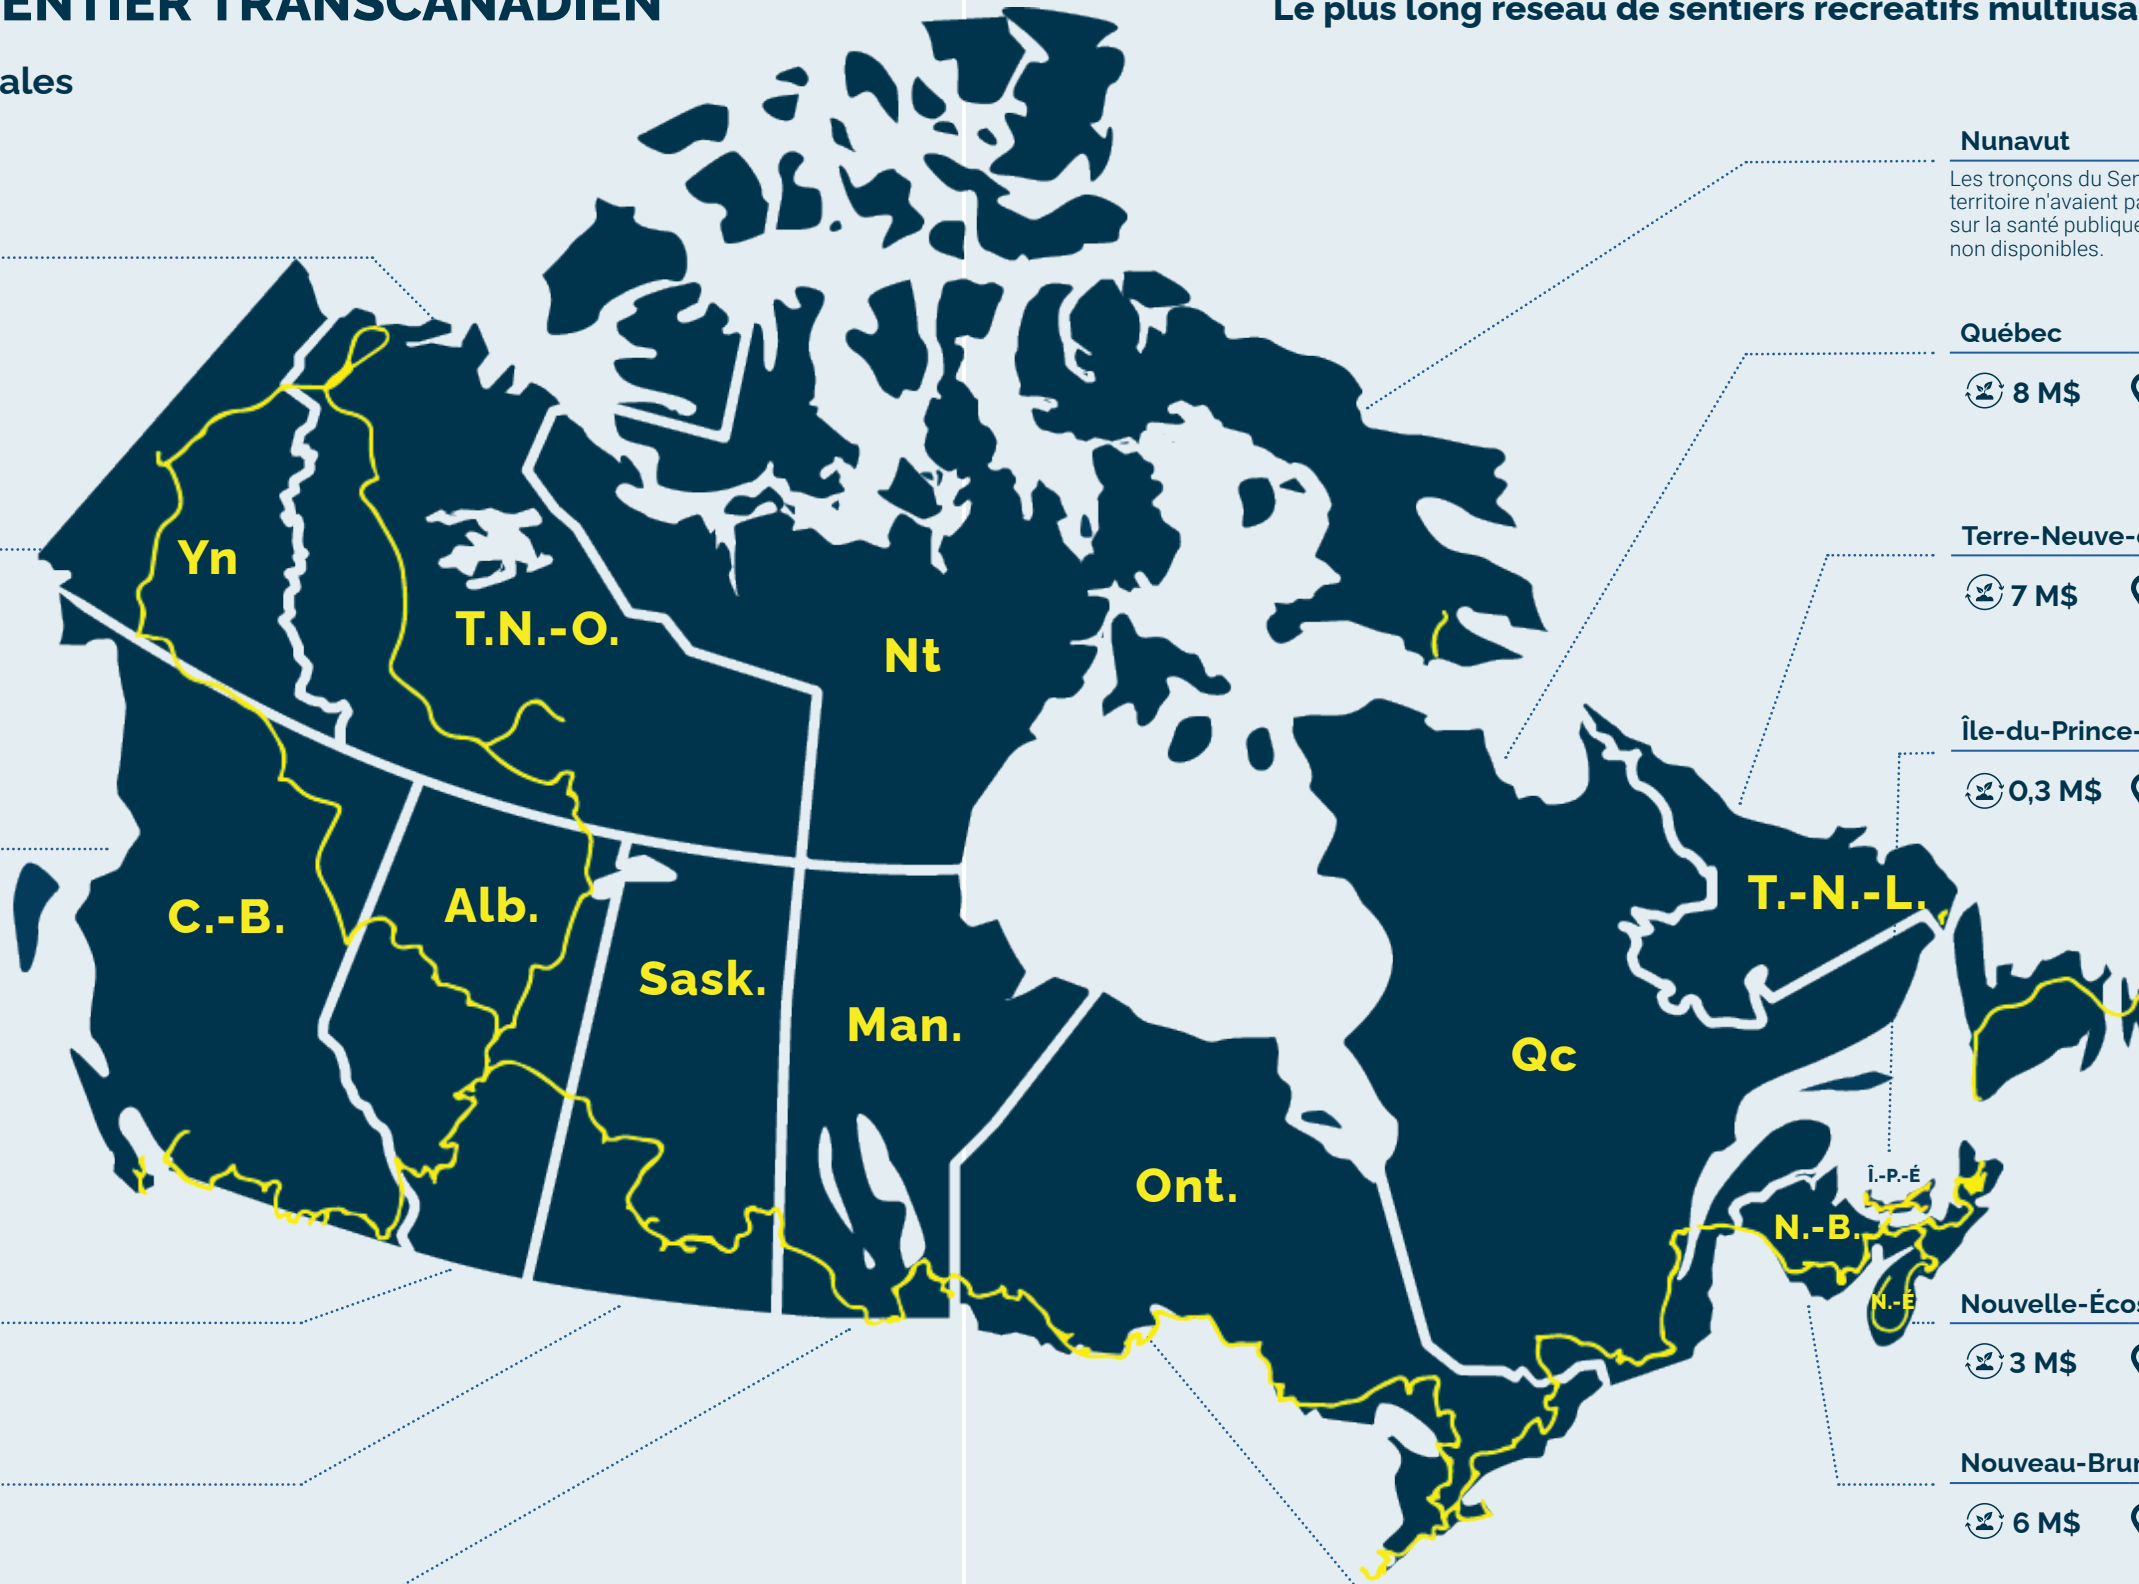 ENTIER TRANSCANADIEN
Le plus long réseau de sentiers récréatifs multiusa
ales
Nunavut
Les tronçons du Sen
territoire n'avaient pa
sur la santé publique
non disponibles.
Québec
8 M$
Terre-Neuve-
7 M$
Île-du-Prince-
0,3 M$
Yn
T.N.-O.
Nt
C.-B.
Alb.
Sask.
Man.
Ont.
Qc
T.-N.-L.
Î.-P.-É
N.-B.
N.-É
Nouvelle-Écos
3 M$
Nouveau-Brun
6 M$